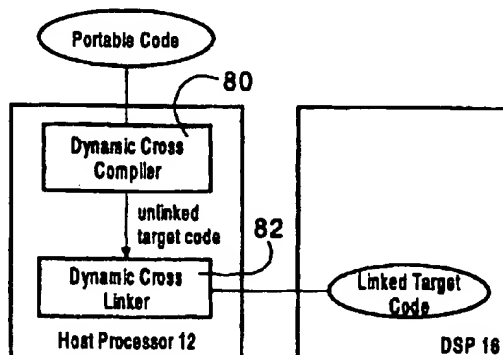 Portable Code
80
Dynamic Cross
Compiler
unlinked
target code
82
Dynamic Cross
Linker
Linked Target
Code
Host Processor 12
DSP 16